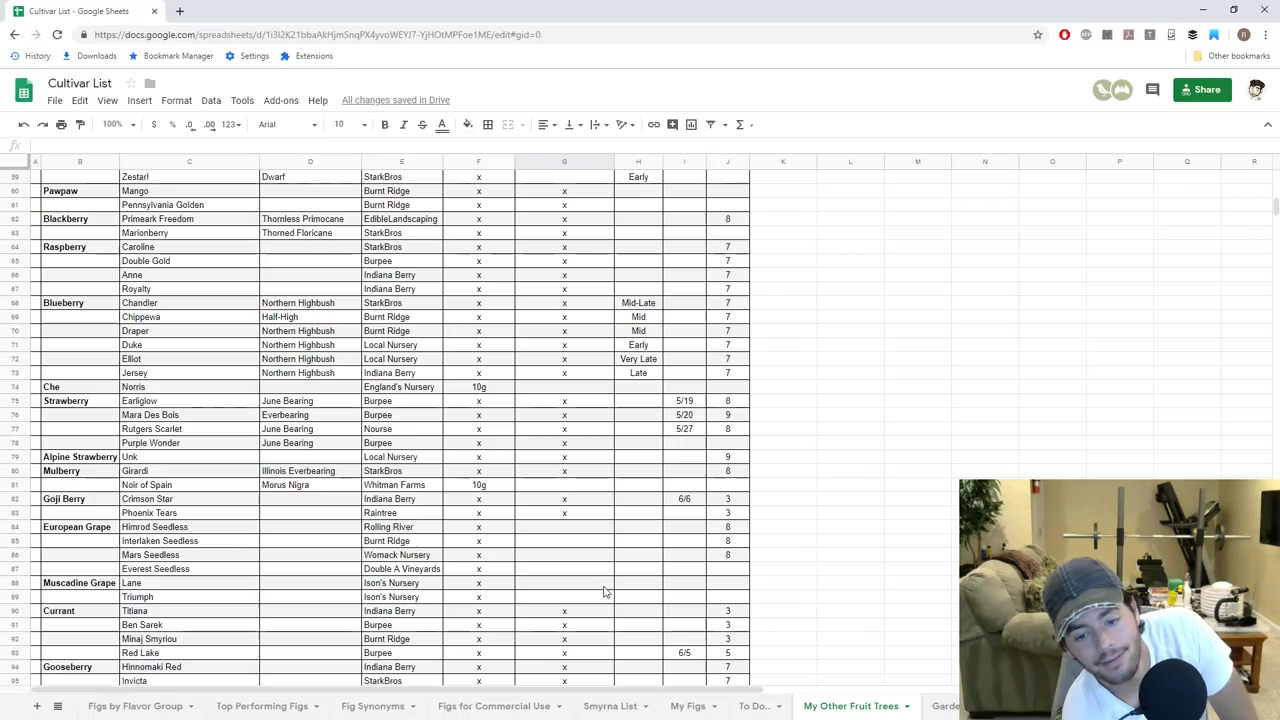 Cultivar List - Google Sheets
https://docs.google.com/spreadsheets/d/1i3l2K21bbaAkHjmSnqPX4yvoWEYJ7-YjHOtMPFoe1ME/edit#gid=0
History Downloads Bookmark Manager Settings Extensions Other bookmarks
Cultivar List
File Edit View Insert Format Data Tools Add-ons Help All changes saved in Drive
Share
100% $ % .0 .00 123 Arial 10 B I S A
fx
A B C D E F G H I J K L M N O P Q R
59 Zestar! Dwarf StarkBros x Early
60 Pawpaw Mango Burnt Ridge x x
61 Pennsylvania Golden Burnt Ridge x x
62 Blackberry Primeark Freedom Thornless Primocane EdibleLandscaping x x 8
63 Marionberry Thorned Floricane StarkBros x x
64 Raspberry Caroline StarkBros x x 7
65 Double Gold Burpee x x 7
66 Anne Indiana Berry x x 7
67 Royalty Indiana Berry x x 7
68 Blueberry Chandler Northern Highbush StarkBros x x Mid-Late 7
69 Chippewa Half-High Burnt Ridge x x Mid 7
70 Draper Northern Highbush Burnt Ridge x x Mid 7
71 Duke Northern Highbush Local Nursery x x Early 7
72 Elliot Northern Highbush Local Nursery x x Very Late 7
73 Jersey Northern Highbush Indiana Berry x x Late 7
74 Che Norris England's Nursery 10g
75 Strawberry Earliglow June Bearing Burpee x x 5/19 8
76 Mara Des Bois Everbearing Burpee x x 5/20 9
77 Rutgers Scarlet June Bearing Nourse x x 5/27 8
78 Purple Wonder June Bearing Burpee x x
79 Alpine Strawberry Unk Local Nursery x x 9
80 Mulberry Girardi Illinois Everbearing StarkBros x x 8
81 Noir of Spain Morus Nigra Whitman Farms 10g
82 Goji Berry Crimson Star Indiana Berry x x 6/6 3
83 Phoenix Tears Raintree x x 3
84 European Grape Himrod Seedless Rolling River x 8
85 Interlaken Seedless Burnt Ridge x 8
86 Mars Seedless Womack Nursery x 8
87 Everest Seedless Double A Vineyards x
88 Muscadine Grape Lane Ison's Nursery x
89 Triumph Ison's Nursery x
90 Currant Titiana Indiana Berry x x 3
91 Ben Sarek Burpee x x 3
92 Minaj Smyriou Burnt Ridge x x 3
93 Red Lake Burpee x x 6/5 5
94 Gooseberry Hinnomaki Red Indiana Berry x x 7
95 Invicta StarkBros x x 7
Figs by Flavor Group Top Performing Figs Fig Synonyms Figs for Commercial Use Smyrna List My Figs To Do.. My Other Fruit Trees Garde